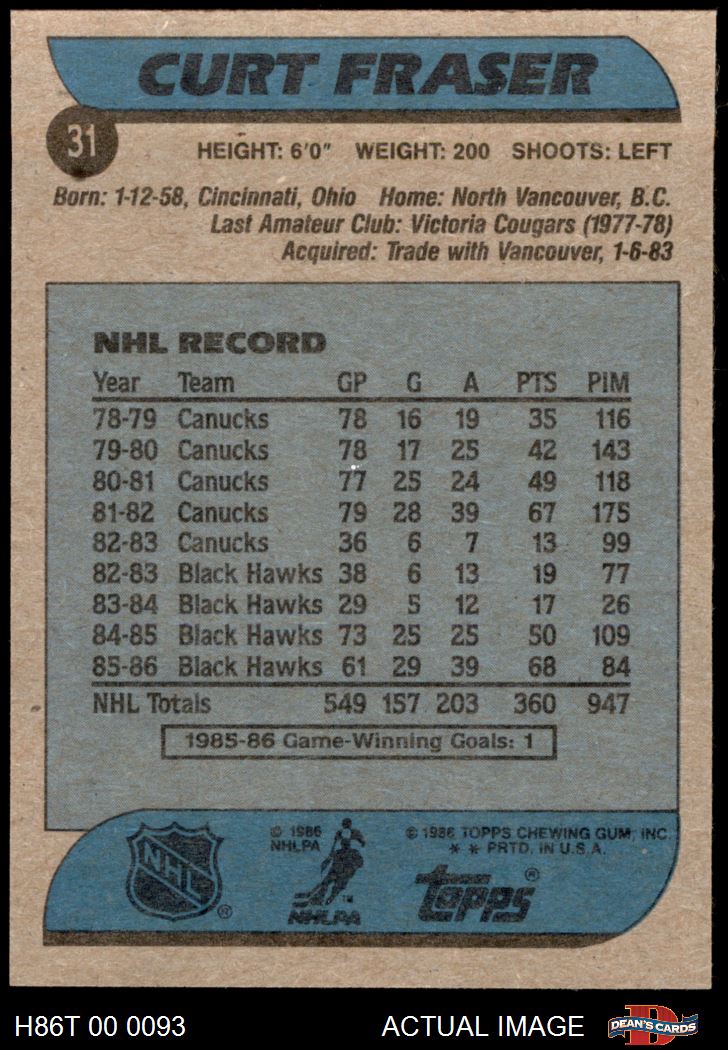 CURT FRASER
31
HEIGHT: 6'0" WEIGHT: 200 SHOOTS: LEFT
Born: 1-12-58, Cincinnati, Ohio Home: North Vancouver, B.C.
Last Amateur Club: Victoria Cougars (1977-78)
Acquired: Trade with Vancouver, 1-6-83
NHL RECORD
Year Team GP G A PTS PIM
78-79 Canucks 78 16 19 35 116
79-80 Canucks 78 17 25 42 143
80-81 Canucks 77 25 24 49 118
81-82 Canucks 79 28 39 67 175
82-83 Canucks 36 6 7 13 99
82-83 Black Hawks 38 6 13 19 77
83-84 Black Hawks 29 5 12 17 26
84-85 Black Hawks 73 25 25 50 109
85-86 Black Hawks 61 29 39 68 84
NHL Totals 549 157 203 360 947
1985-86 Game-Winning Goals: 1
© 1986
NHLPA
© 1986 TOPPS CHEWING GUM, INC.
* * PRTD. IN U.S.A.
NHL ®
NHLPA ™
topps ®
H86T 00 0093 ACTUAL IMAGE
D
DEAN'S CARDS